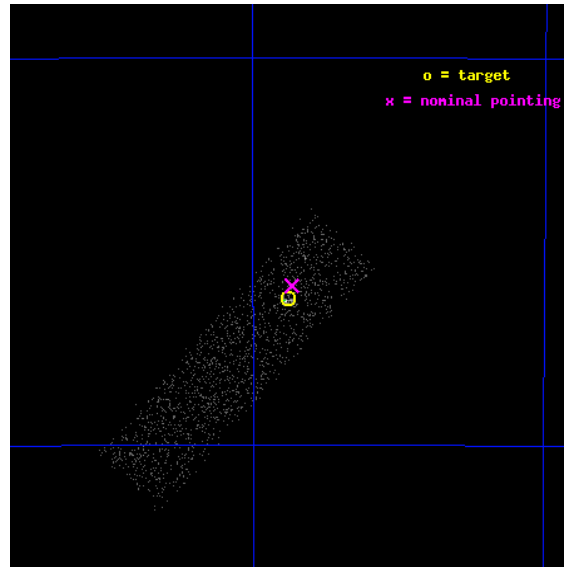 o = target
x = nominal pointing